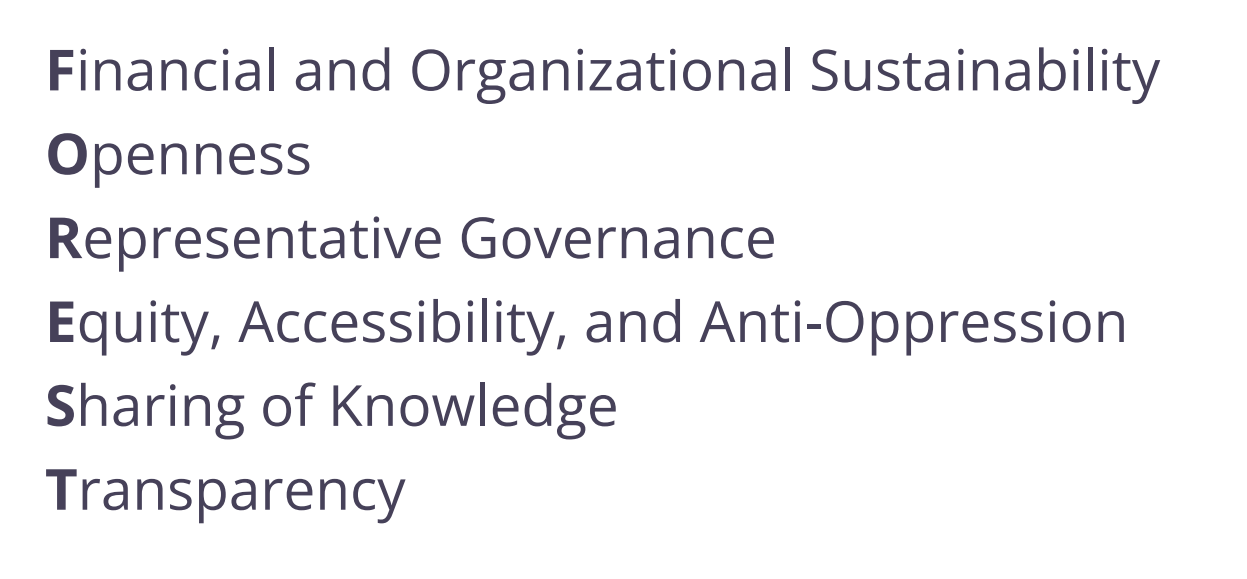 Financial and Organizational Sustainability
Openness
Representative Governance
Equity, Accessibility, and Anti-Oppression
Sharing of Knowledge
Transparency